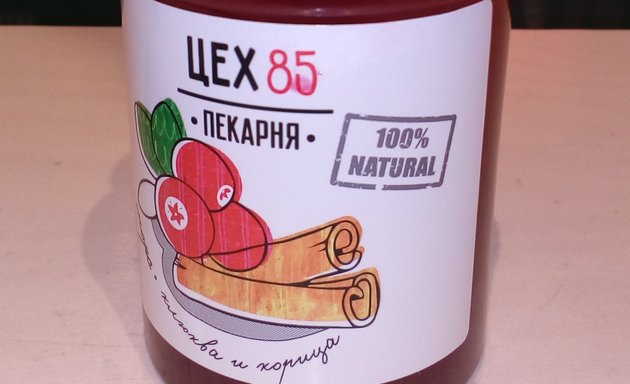 ЦЕХ 85
• ПЕКАРНЯ •
100%
NATURAL
клюква и корица